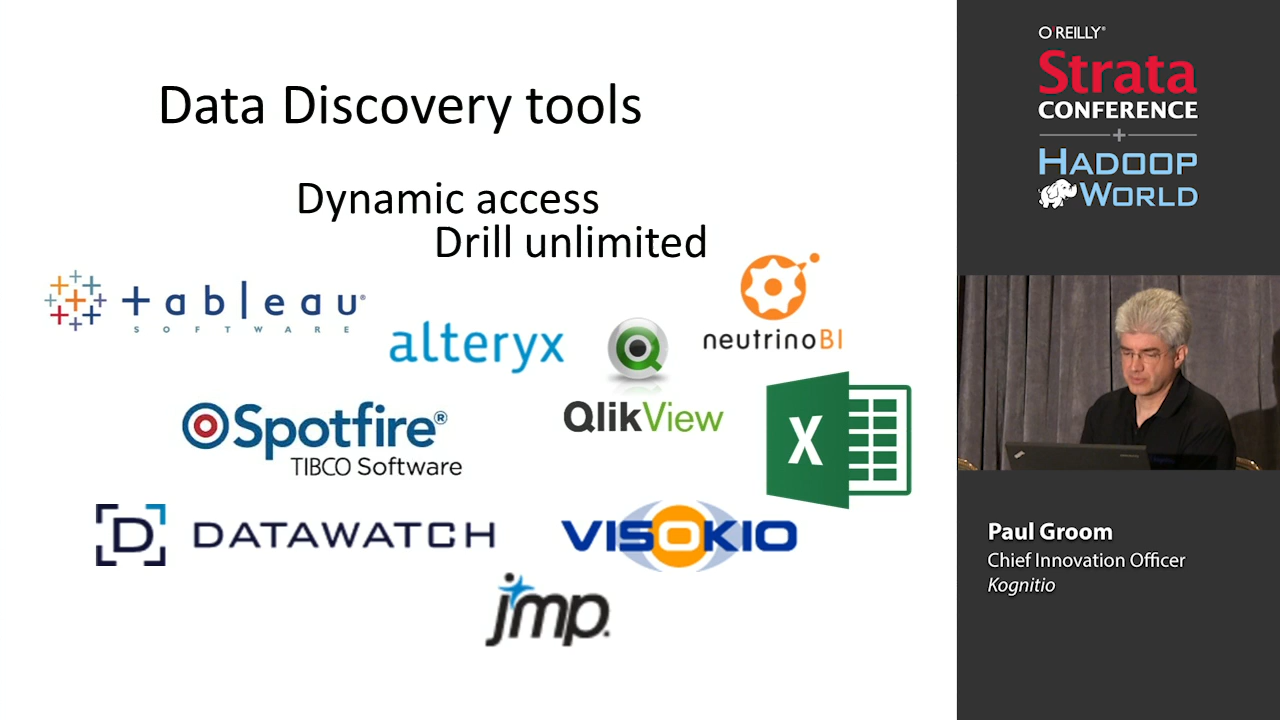 Data Discovery tools
Dynamic access
Drill unlimited
+ableau®
SOFTWARE
alteryx
neutrinoBI
Spotfire®
TIBCO Software
QlikView
X
D DATAWATCH
VISOKIO
jmp.
O'REILLY®
Strata
CONFERENCE
+
HADOOP
WORLD
Paul Groom
Chief Innovation Officer
Kognitio